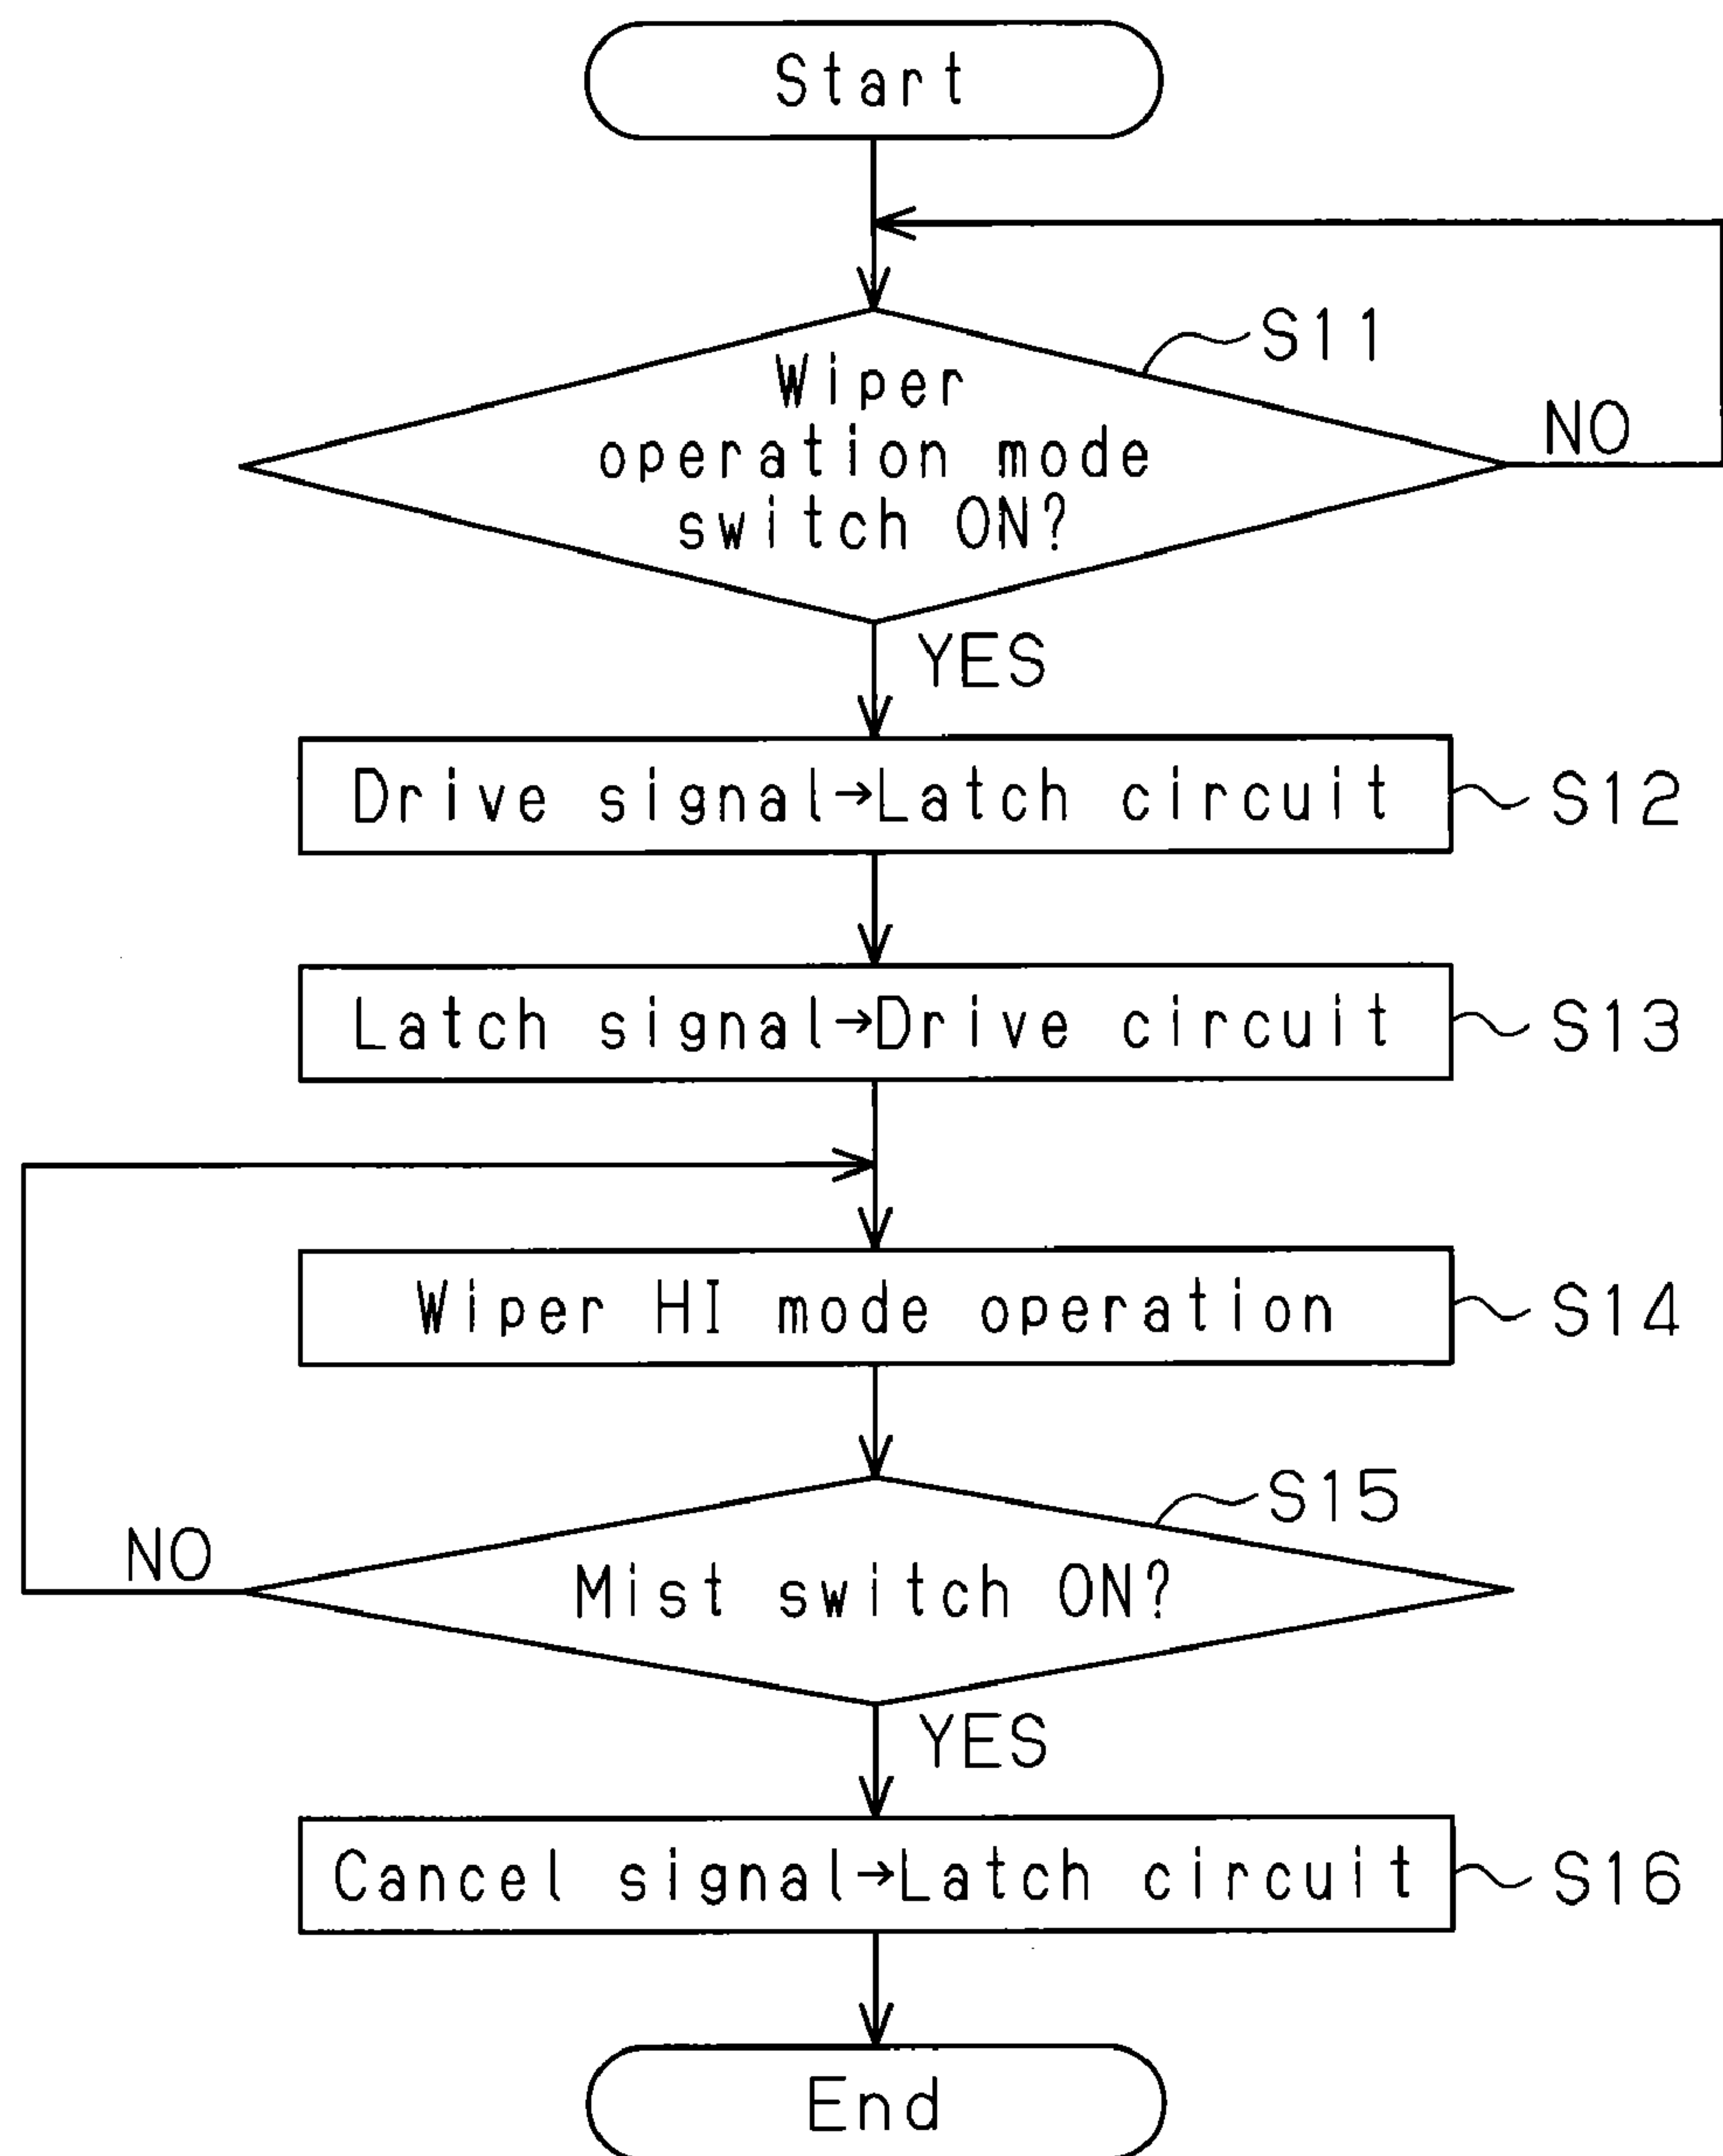 Start
S11
Wiper
operation mode
switch ON?
NO
YES
Drive signal→Latch circuit
S12
Latch signal→Drive circuit
S13
Wiper HI mode operation
S14
S15
NO
Mist switch ON?
YES
Cancel signal→Latch circuit
S16
End